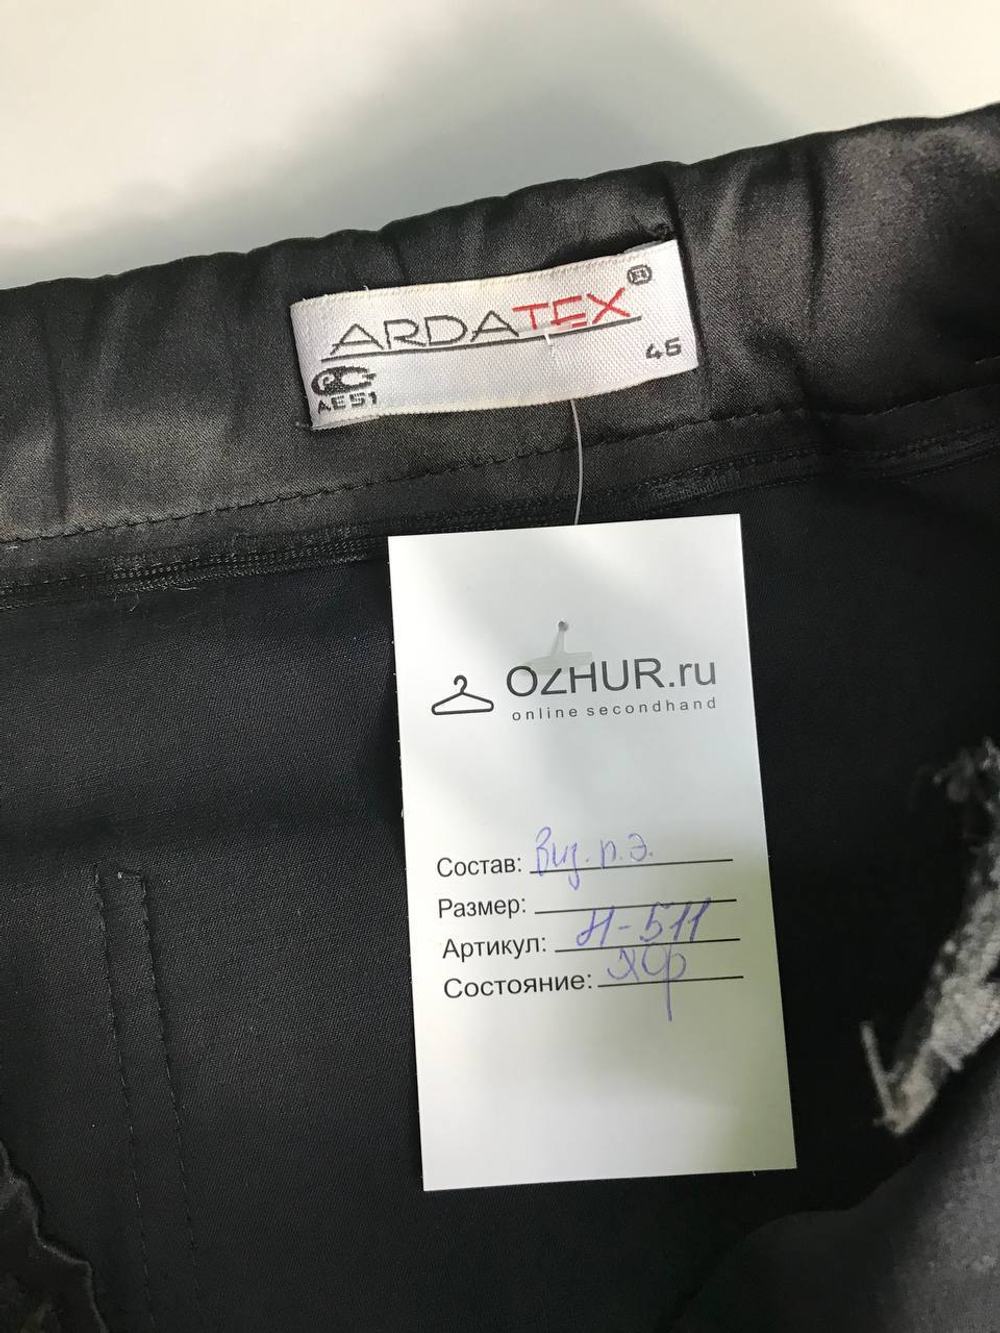 ARDATEX®
46
AE51
OZHUR.ru
online secondhand
Состав: Виз. п.э.
Размер:
Артикул: Н-511
Состояние: хор